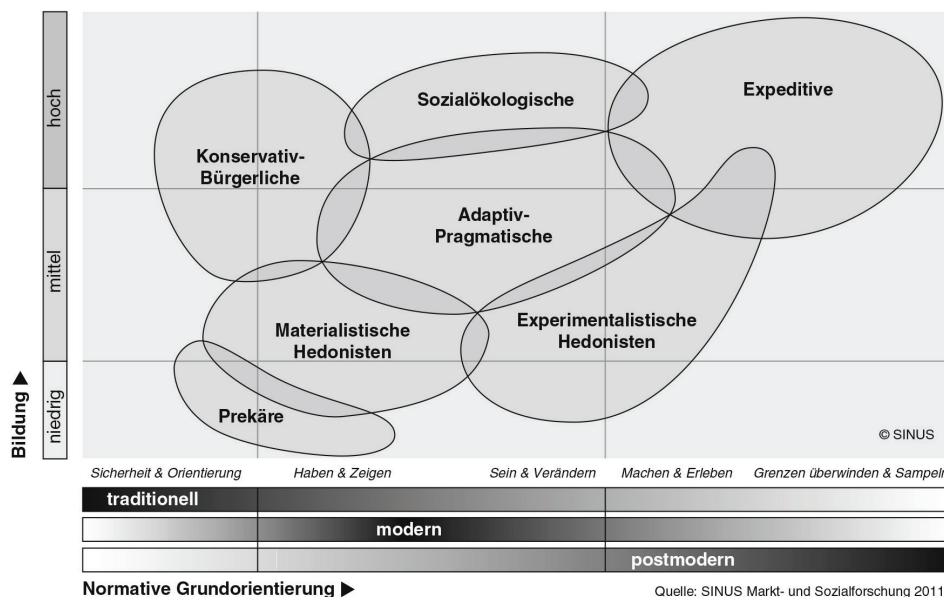 Bildung ▶
hoch
mittel
niedrig
Sozialökologische
Expeditive
Konservativ-
Bürgerliche
Adaptiv-
Pragmatische
Materialistische
Hedonisten
Experimentalistische
Hedonisten
Prekäre
© SINUS
Sicherheit & Orientierung
Haben & Zeigen
Sein & Verändern
Machen & Erleben
Grenzen überwinden & Sampeln
traditionell
modern
postmodern
Normative Grundorientierung ▶
Quelle: SINUS Markt- und Sozialforschung 2011